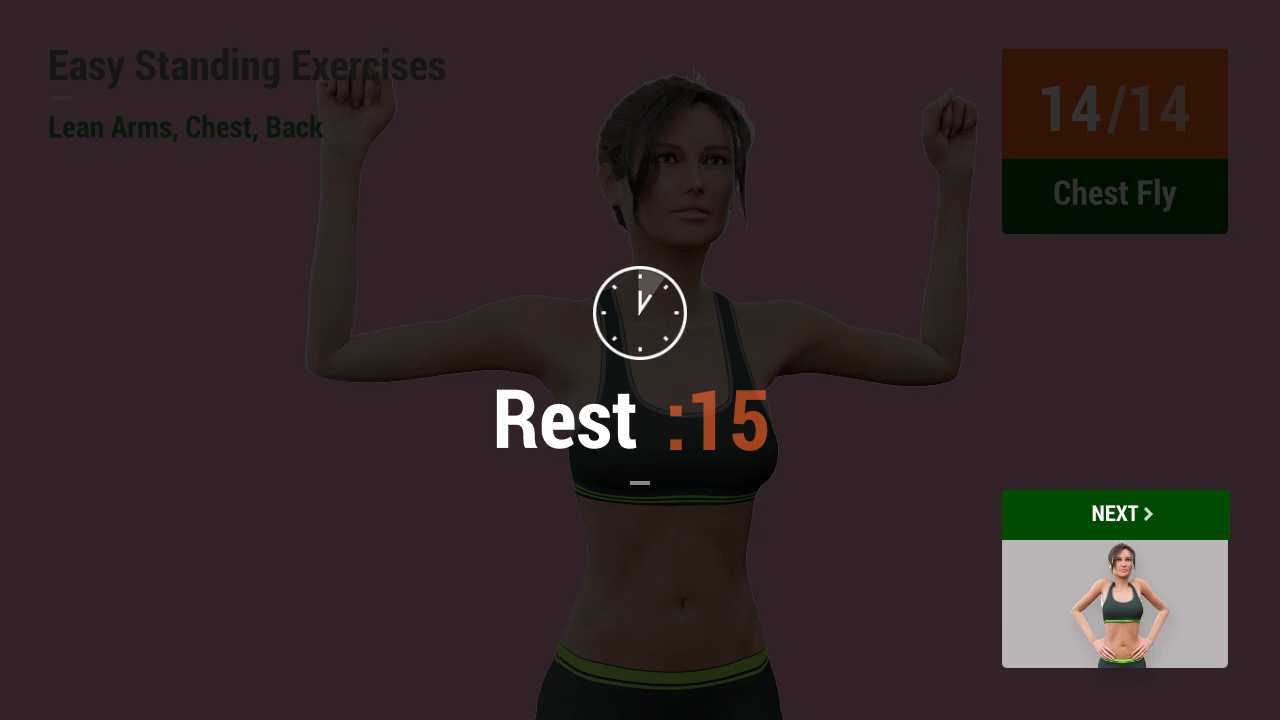 Easy Standing Exercises
Lean Arms, Chest, Back
14/14
Chest Fly
Rest :15
NEXT